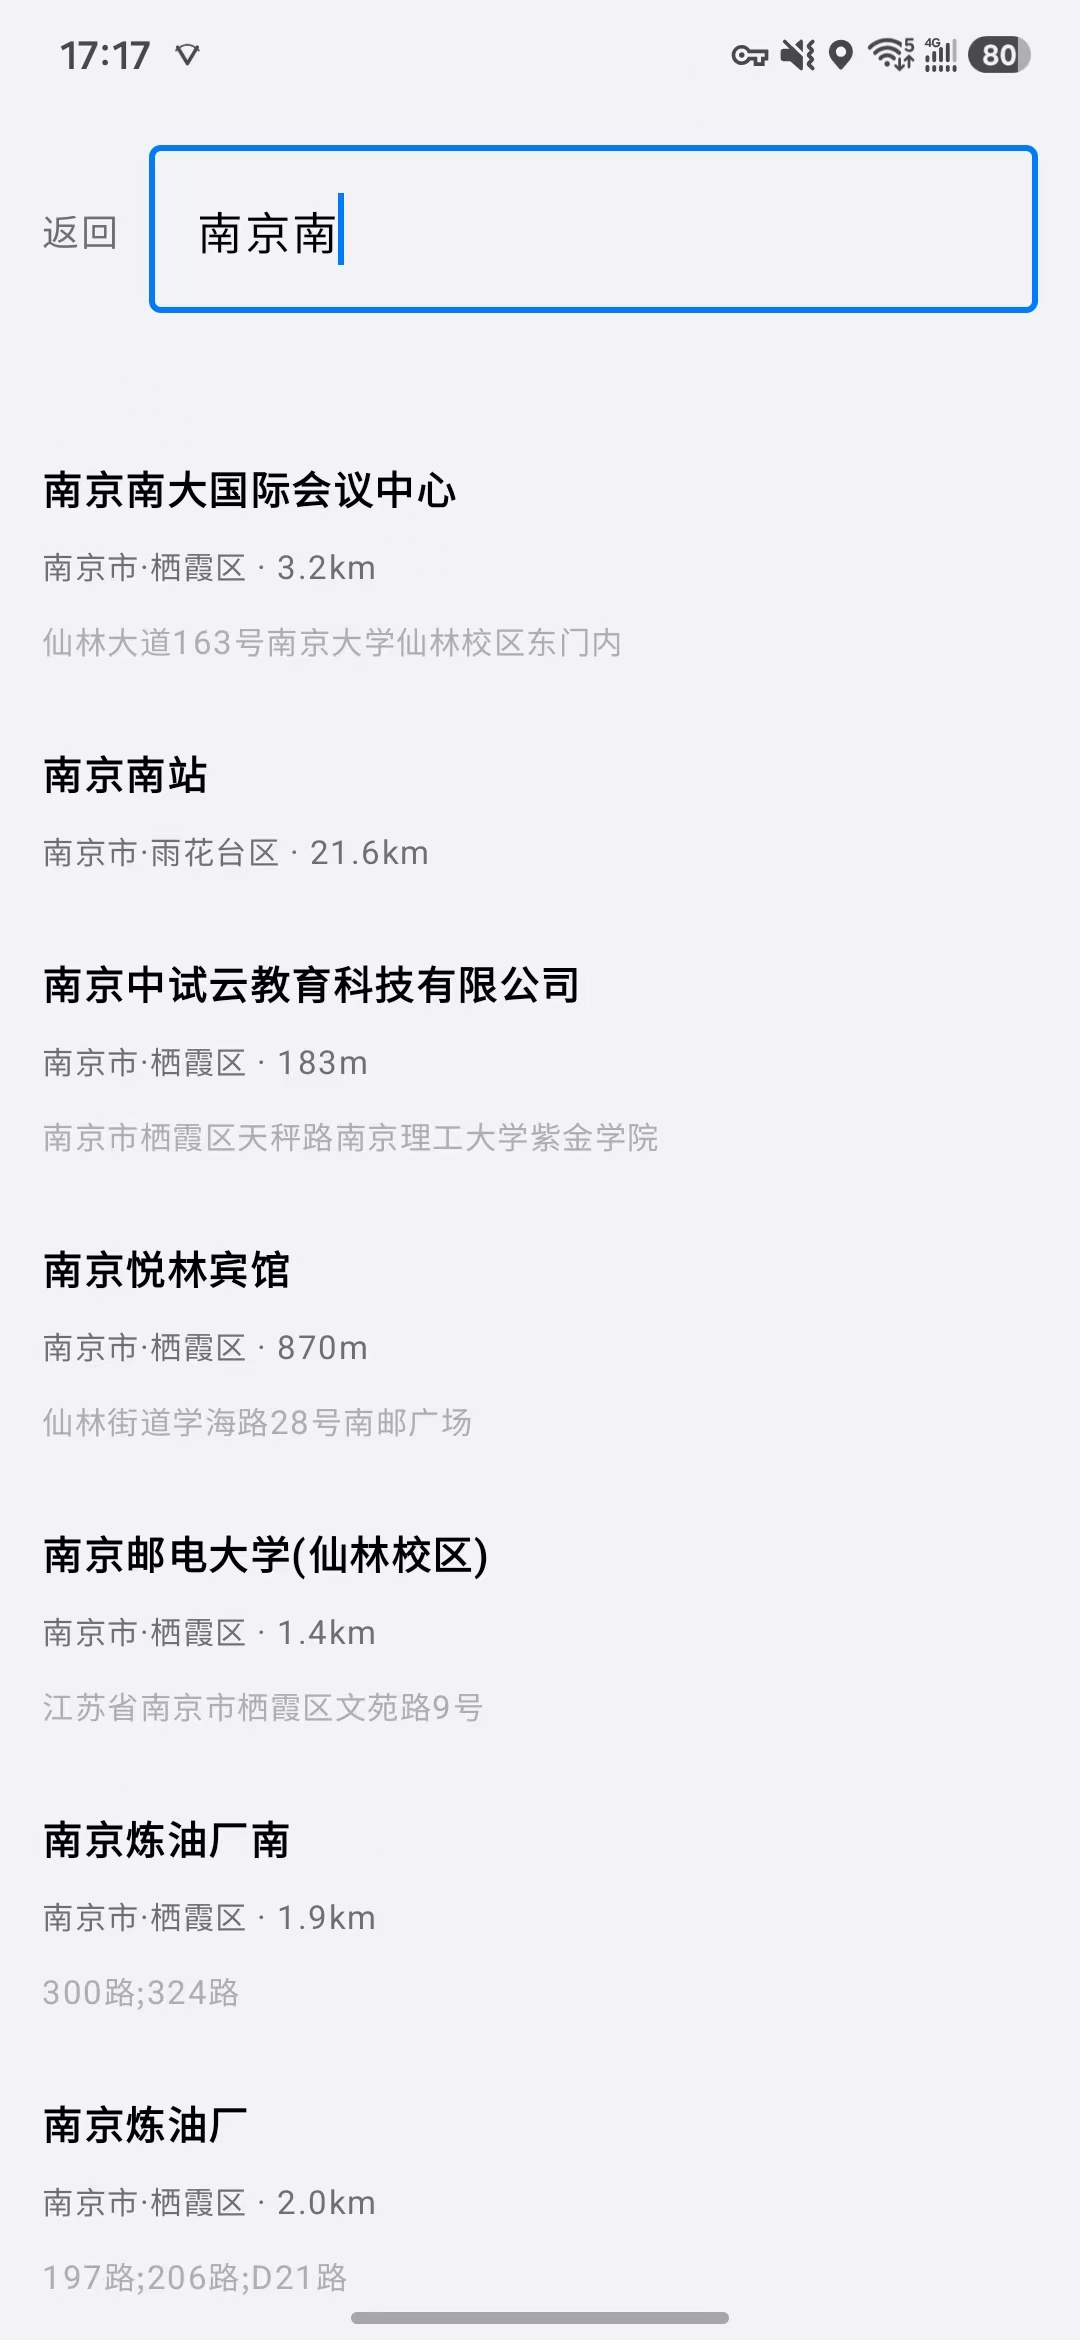 17:17
5
4G
80
返回
南京南
南京南大国际会议中心
南京市·栖霞区 · 3.2km
仙林大道163号南京大学仙林校区东门内
南京南站
南京市·雨花台区 · 21.6km
南京中试云教育科技有限公司
南京市·栖霞区 · 183m
南京市栖霞区天秤路南京理工大学紫金学院
南京悦林宾馆
南京市·栖霞区 · 870m
仙林街道学海路28号南邮广场
南京邮电大学(仙林校区)
南京市·栖霞区 · 1.4km
江苏省南京市栖霞区文苑路9号
南京炼油厂南
南京市·栖霞区 · 1.9km
300路;324路
南京炼油厂
南京市·栖霞区 · 2.0km
197路;206路;D21路